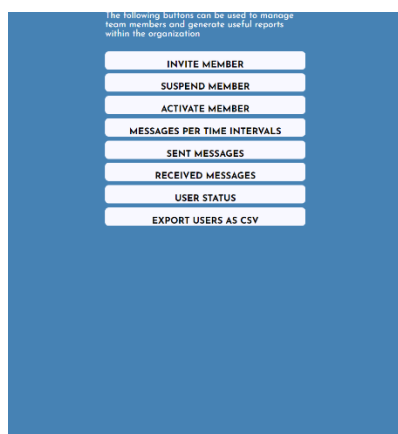 The following buttons can be used to manage
team members and generate useful reports
within the organization
INVITE MEMBER
SUSPEND MEMBER
ACTIVATE MEMBER
MESSAGES PER TIME INTERVALS
SENT MESSAGES
RECEIVED MESSAGES
USER STATUS
EXPORT USERS AS CSV